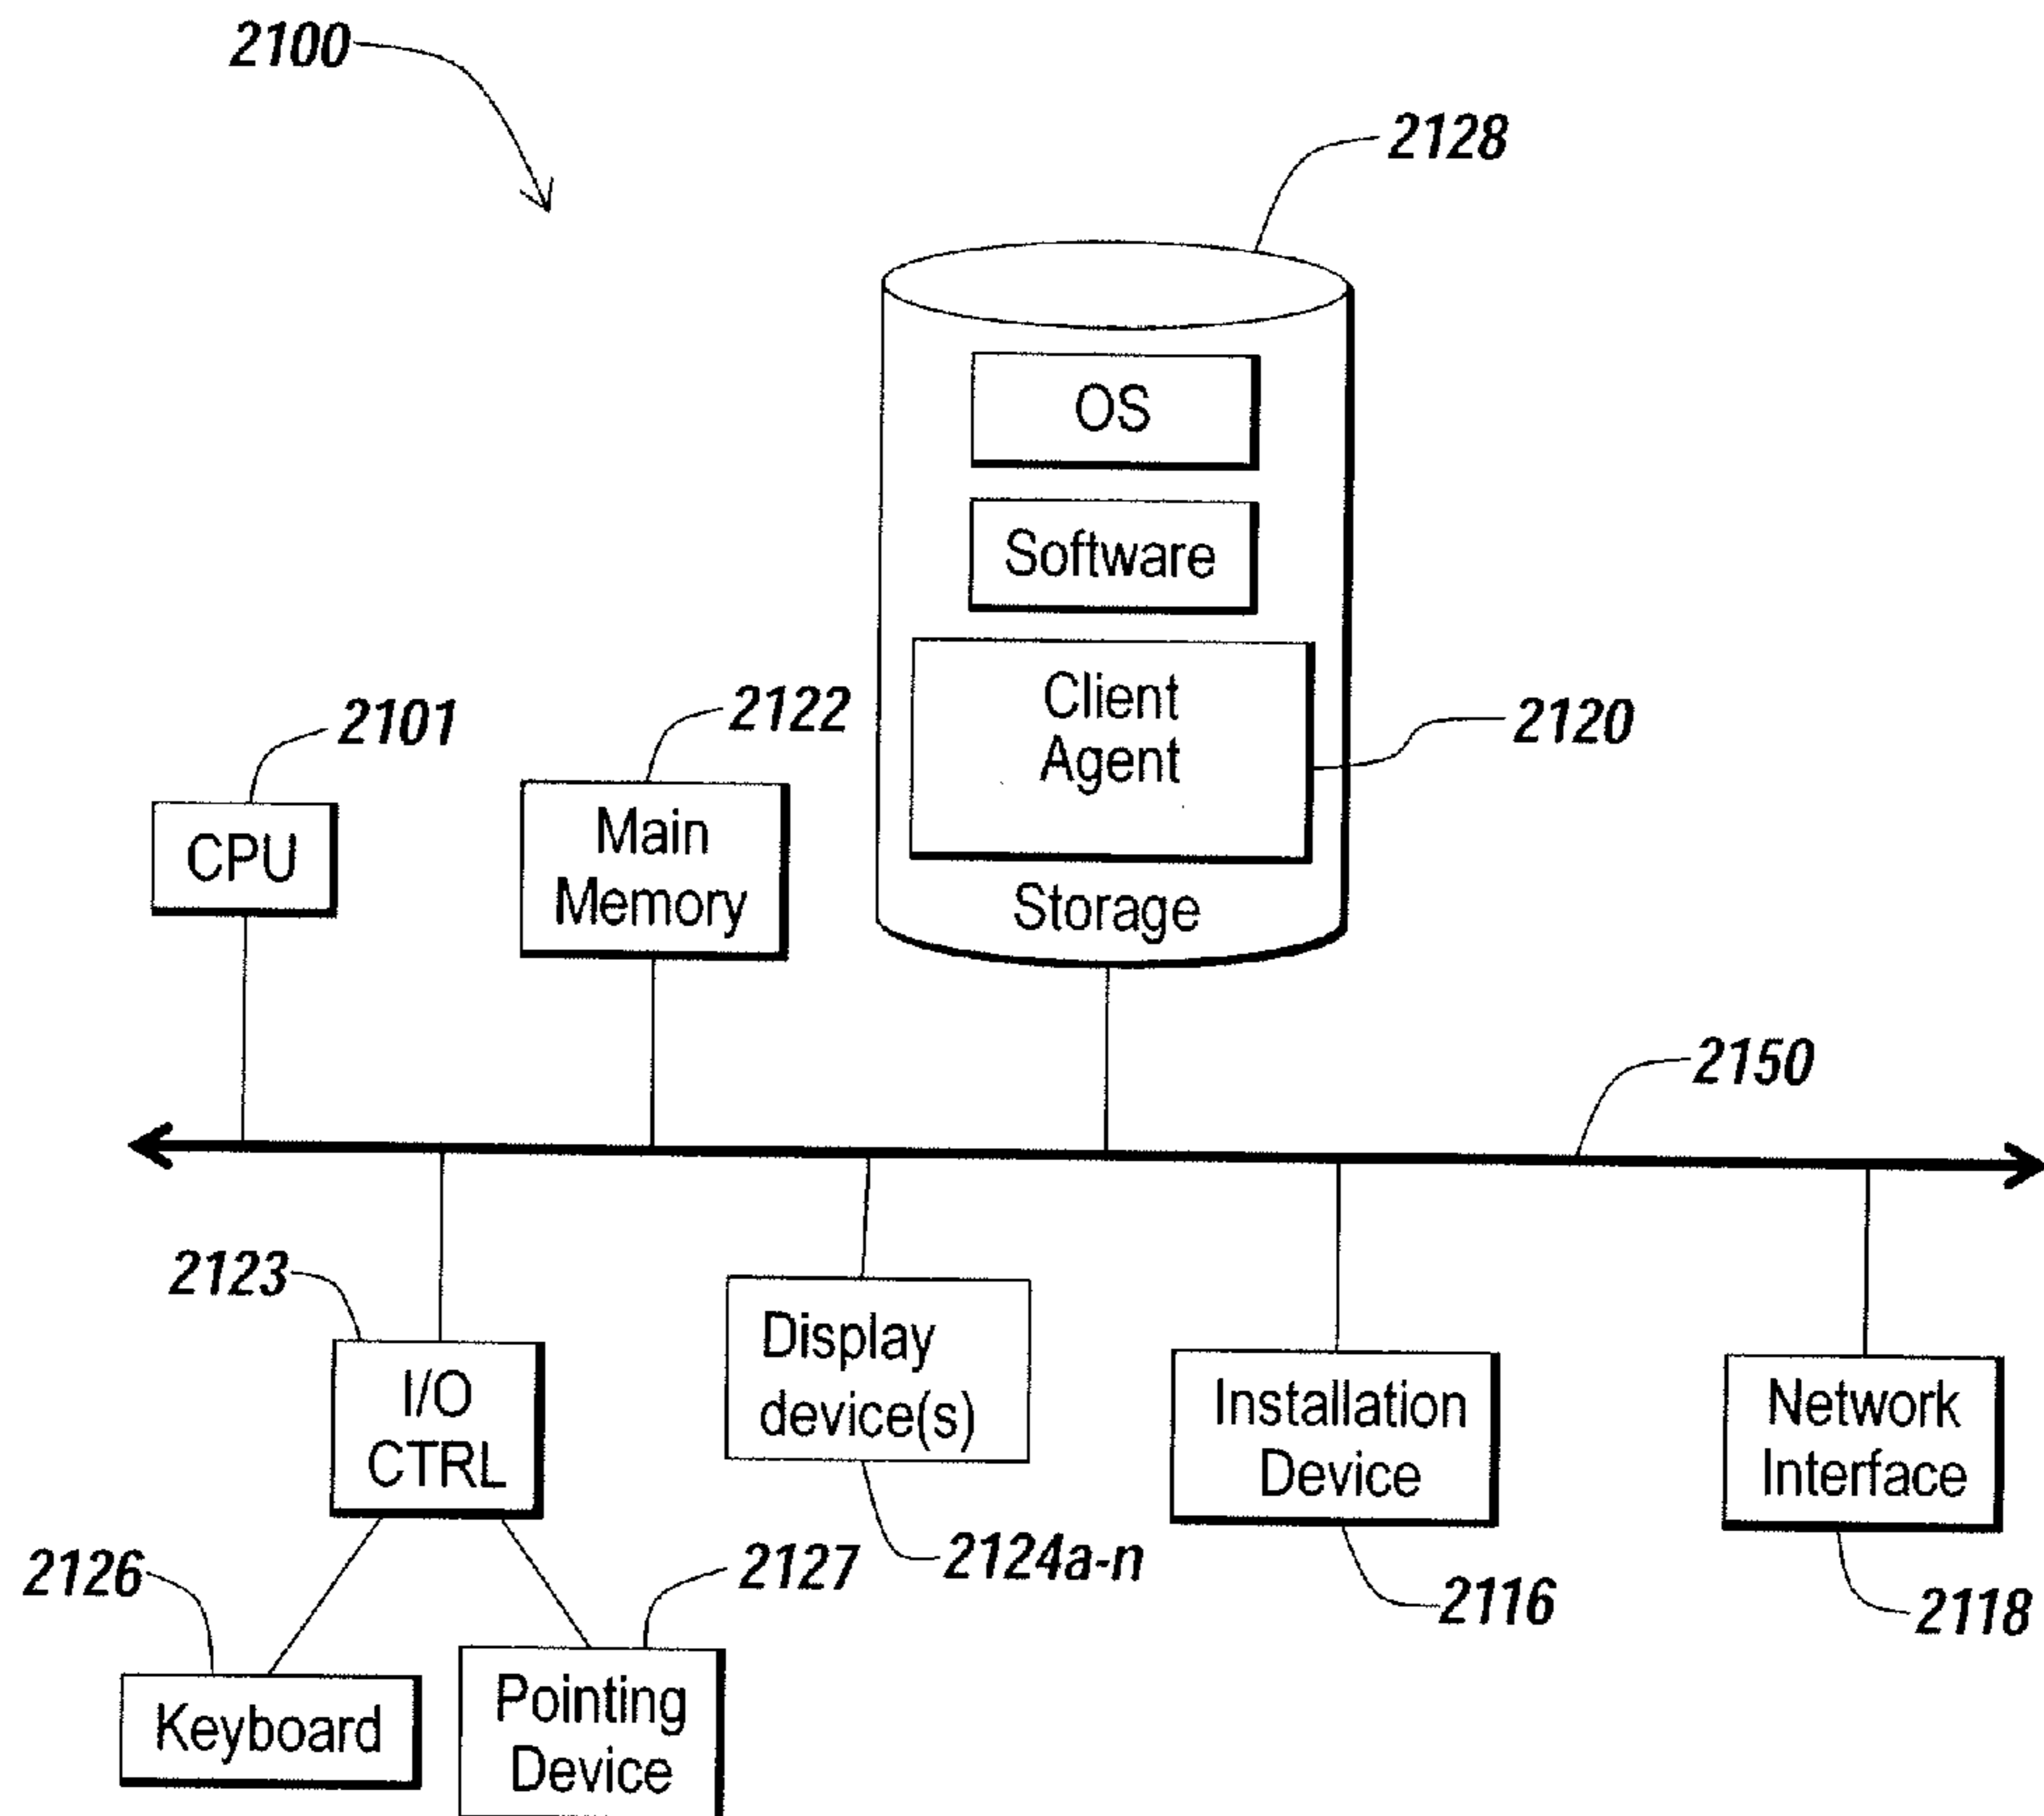 2100
2128
OS
Software
Client
Agent
2120
Storage
2101
CPU
2122
Main
Memory
2150
2123
I/O
CTRL
Display
device(s)
2124a-n
Installation
Device
2116
Network
Interface
2118
2126
Keyboard
2127
Pointing
Device